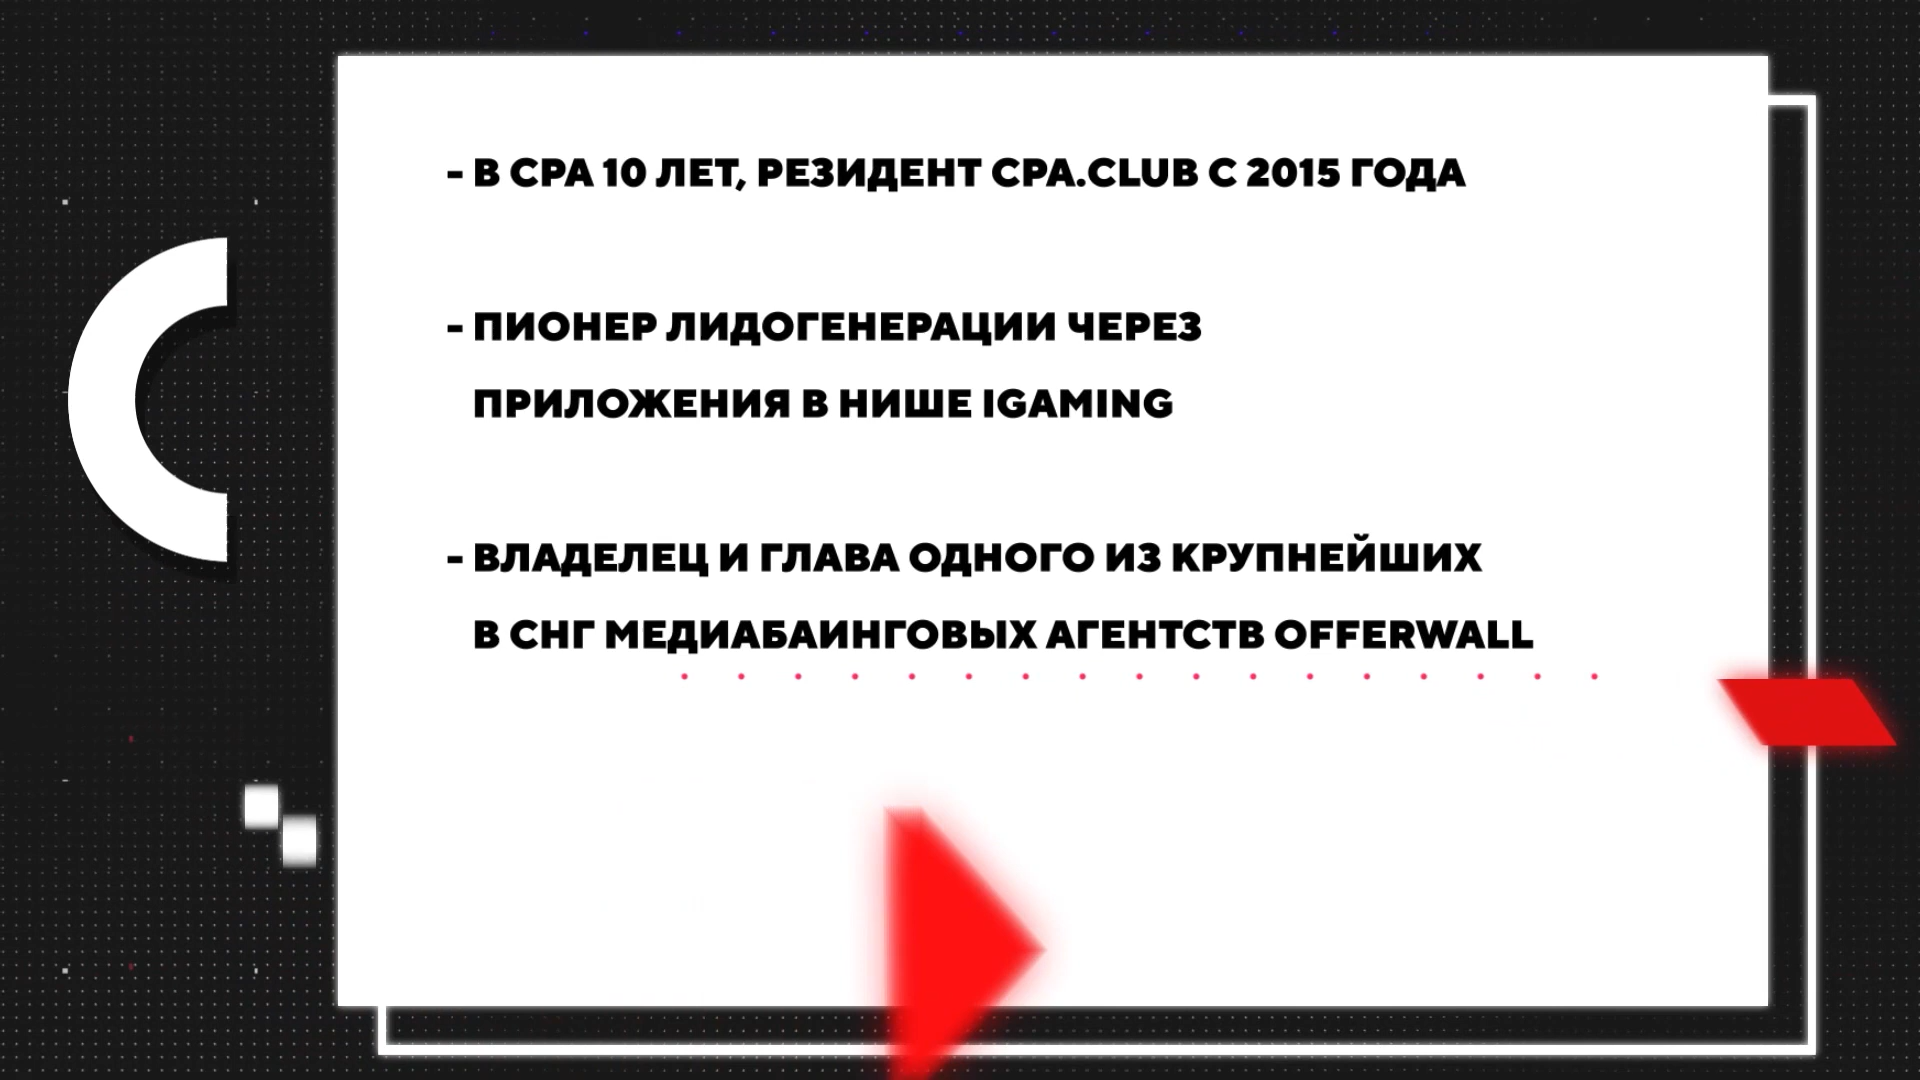 - В CPA 10 ЛЕТ, РЕЗИДЕНТ CPA.CLUB С 2015 ГОДА
- ПИОНЕР ЛИДОГЕНЕРАЦИИ ЧЕРЕЗ
ПРИЛОЖЕНИЯ В НИШЕ IGAMING
- ВЛАДЕЛЕЦ И ГЛАВА ОДНОГО ИЗ КРУПНЕЙШИХ
В СНГ МЕДИАБАИНГОВЫХ АГЕНТСТВ OFFERWALL